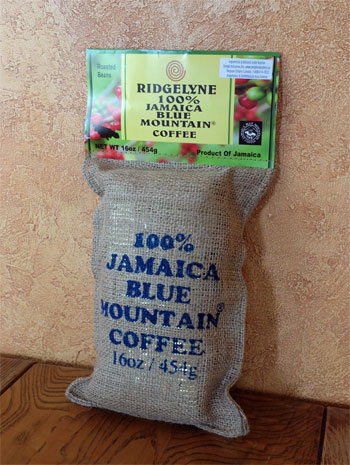 Roasted
Beans
RIDGELYNE
100%
JAMAICA
BLUE
MOUNTAIN®
COFFEE
NET WT 16oz / 454g
Product Of Jamaica
100%
JAMAICA
BLUE
MOUNTAIN®
COFFEE
16oz / 454g